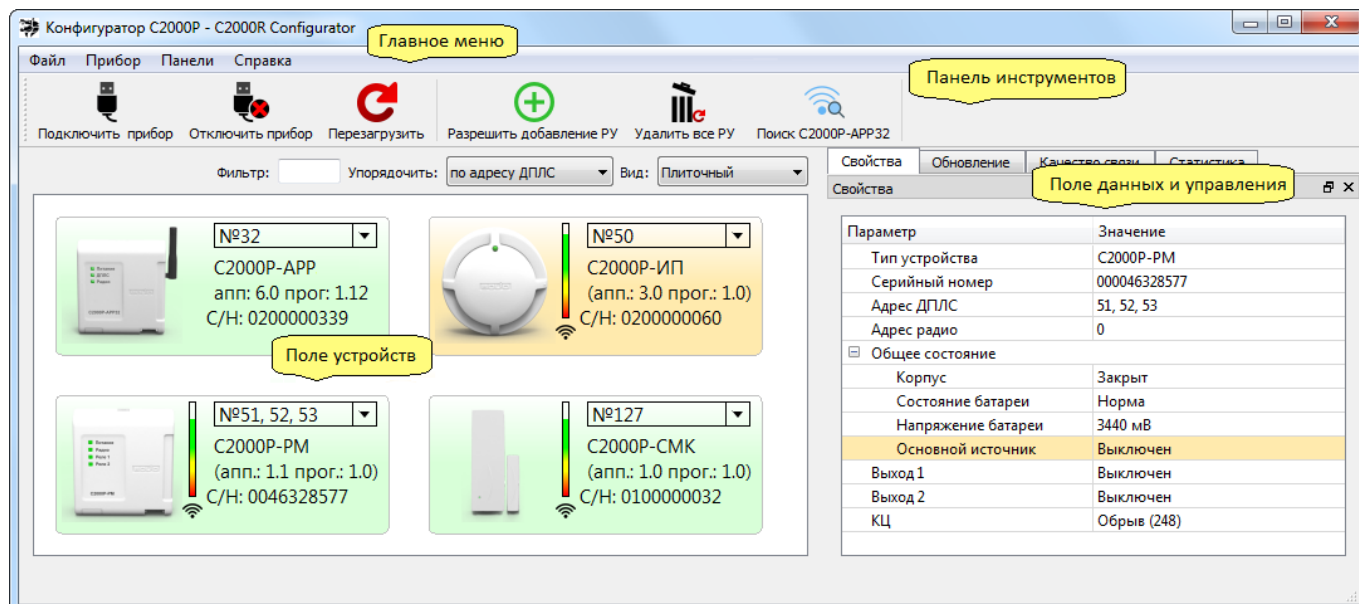 Конфигуратор С2000Р - C2000R Configurator
Главное меню
Файл Прибор Панели Справка
Панель инструментов
Подключить прибор Отключить прибор Перезагрузить Разрешить добавление РУ Удалить все РУ Поиск С2000Р-АРР32
Фильтр: Упорядочить: по адресу ДПЛС Вид: Плиточный
Свойства Обновление Качество связи Статистика
Свойства
Поле данных и управления
№32
С2000Р-АРР
апп: 6.0 прог: 1.12
С/Н: 0200000339
№50
С2000Р-ИП
(апп.: 3.0 прог.: 1.0)
С/Н: 0200000060
Поле устройств
№51, 52, 53
С2000Р-РМ
(апп.: 1.1 прог.: 1.0)
С/Н: 0046328577
№127
С2000Р-СМК
(апп.: 1.0 прог.: 1.0)
С/Н: 0100000032
Параметр Значение
Тип устройства С2000Р-РМ
Серийный номер 000046328577
Адрес ДПЛС 51, 52, 53
Адрес радио 0
Общее состояние
Корпус Закрыт
Состояние батареи Норма
Напряжение батареи 3440 мВ
Основной источник Выключен
Выход 1 Выключен
Выход 2 Выключен
КЦ Обрыв (248)